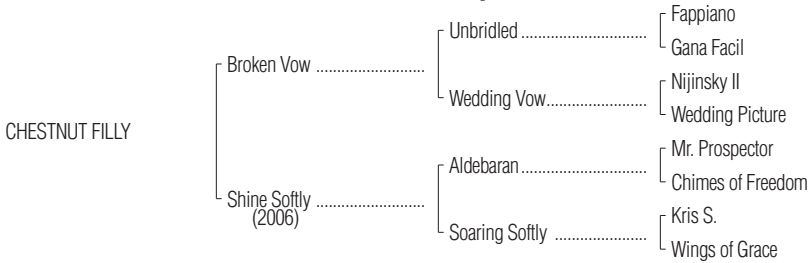 Fappiano
Unbridled ..............................
Gana Facil
Broken Vow ..........................
Nijinsky II
Wedding Vow........................
Wedding Picture
CHESTNUT FILLY
Mr. Prospector
Aldebaran..............................
Chimes of Freedom
Shine Softly ..........................
(2006)
Kris S.
Soaring Softly ......................
Wings of Grace